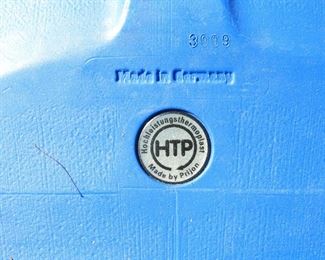 3009
Made in Germany
Hochleistungsthermoplast
HTP
Made by Prijon